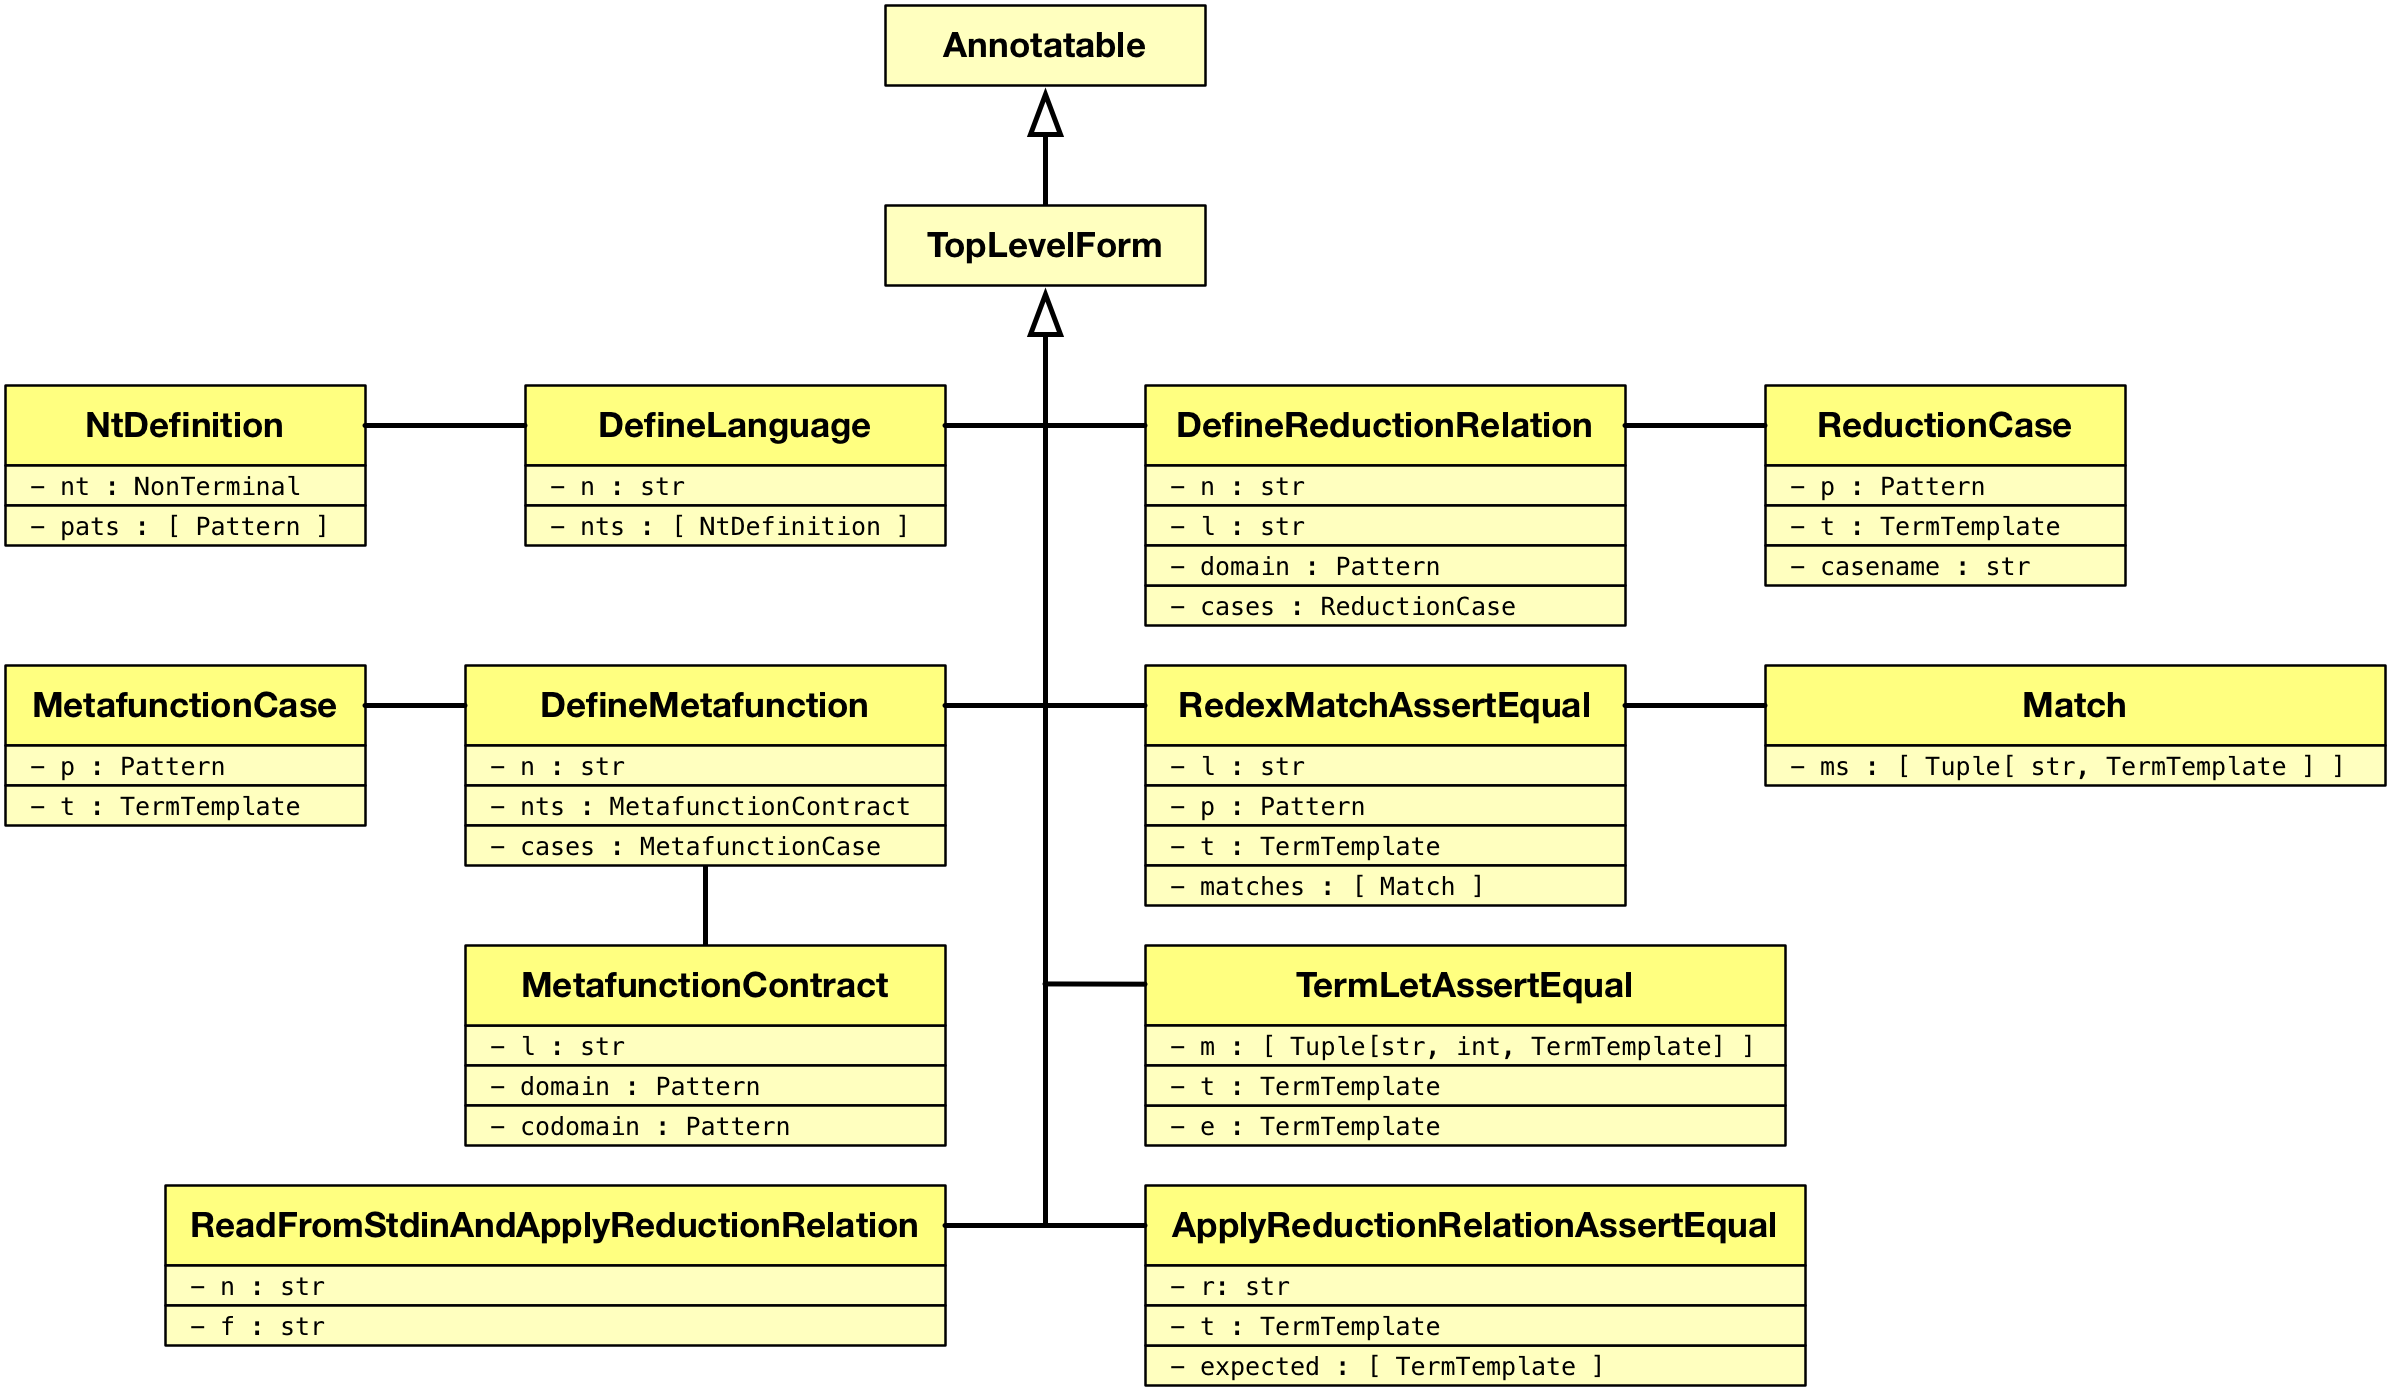 Annotatable
TopLevelForm
NtDefinition
− nt : NonTerminal
− pats : [ Pattern ]
DefineLanguage
− n : str
− nts : [ NtDefinition ]
DefineReductionRelation
− n : str
− l : str
− domain : Pattern
− cases : ReductionCase
ReductionCase
− p : Pattern
− t : TermTemplate
− casename : str
MetafunctionCase
− p : Pattern
− t : TermTemplate
DefineMetafunction
− n : str
− nts : MetafunctionContract
− cases : MetafunctionCase
RedexMatchAssertEqual
− l : str
− p : Pattern
− t : TermTemplate
− matches : [ Match ]
Match
− ms : [ Tuple[ str, TermTemplate ] ]
MetafunctionContract
− l : str
− domain : Pattern
− codomain : Pattern
TermLetAssertEqual
− m : [ Tuple[str, int, TermTemplate] ]
− t : TermTemplate
− e : TermTemplate
ReadFromStdinAndApplyReductionRelation
− n : str
− f : str
ApplyReductionRelationAssertEqual
− r: str
− t : TermTemplate
− expected : [ TermTemplate ]